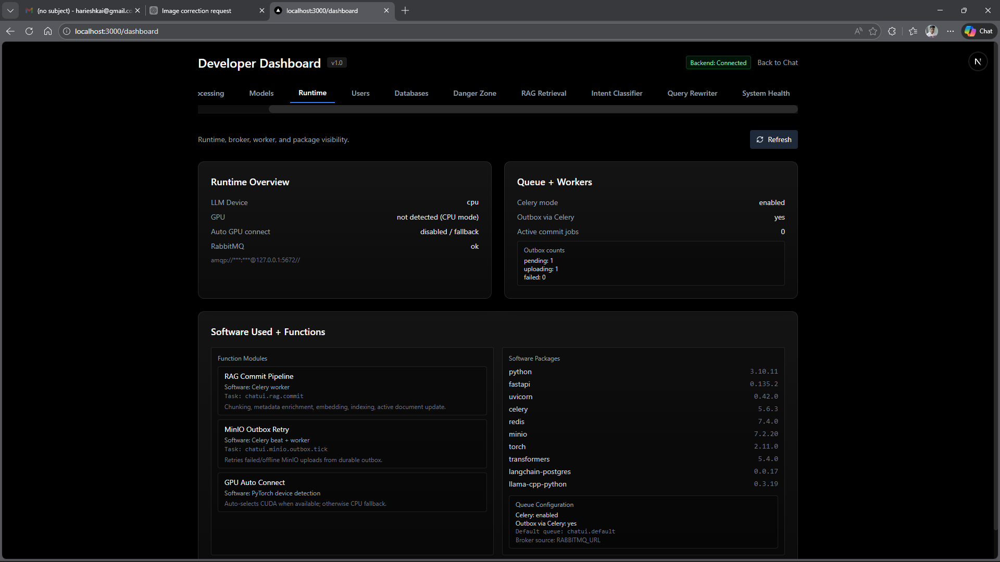 (no subject) - harieshkai@gmail.co
Image correction request
localhost:3000/dashboard
localhost:3000/dashboard
Chat
Developer Dashboard
v1.0
Backend: Connected
Back to Chat
N
ocessing
Models
Runtime
Users
Databases
Danger Zone
RAG Retrieval
Intent Classifier
Query Rewriter
System Health
Runtime, broker, worker, and package visibility.
Refresh
Runtime Overview
LLM Device cpu
GPU not detected (CPU mode)
Auto GPU connect disabled / fallback
RabbitMQ ok
amqp://***:***@127.0.0.1:5672//
Queue + Workers
Celery mode enabled
Outbox via Celery yes
Active commit jobs 0
Outbox counts
pending: 1
uploading: 1
failed: 0
Software Used + Functions
Function Modules
RAG Commit Pipeline
Software: Celery worker
Task: chatui.rag.commit
Chunking, metadata enrichment, embedding, indexing, active document update.
MinIO Outbox Retry
Software: Celery beat + worker
Task: chatui.minio.outbox.tick
Retries failed/offline MinIO uploads from durable outbox.
GPU Auto Connect
Software: PyTorch device detection
Auto-selects CUDA when available; otherwise CPU fallback.
Software Packages
python 3.10.11
fastapi 0.135.2
uvicorn 0.42.0
celery 5.6.3
redis 7.4.0
minio 7.2.20
torch 2.11.0
transformers 5.4.0
langchain-postgres 0.0.17
llama-cpp-python 0.3.19
Queue Configuration
Celery: enabled
Outbox via Celery: yes
Default queue: chatui.default
Broker source: RABBITMQ_URL